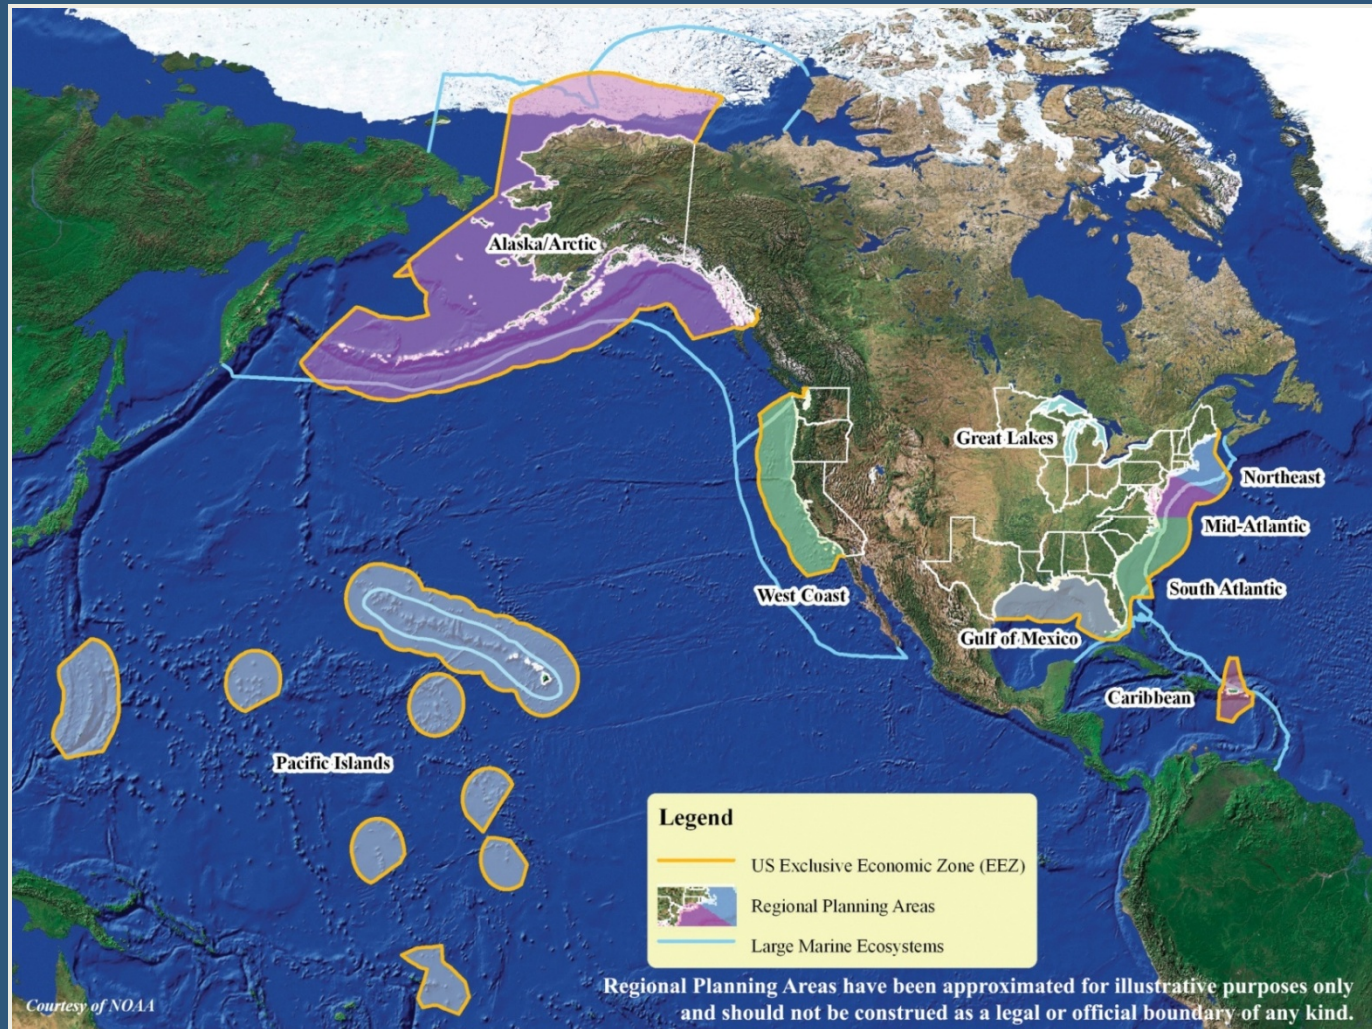 Alaska/Arctic
Great Lakes
Northeast
Mid-Atlantic
South Atlantic
West Coast
Gulf of Mexico
Caribbean
Pacific Islands
Legend
US Exclusive Economic Zone (EEZ)
Regional Planning Areas
Large Marine Ecosystems
Regional Planning Areas have been approximated for illustrative purposes only
and should not be construed as a legal or official boundary of any kind.
Courtesy of NOAA